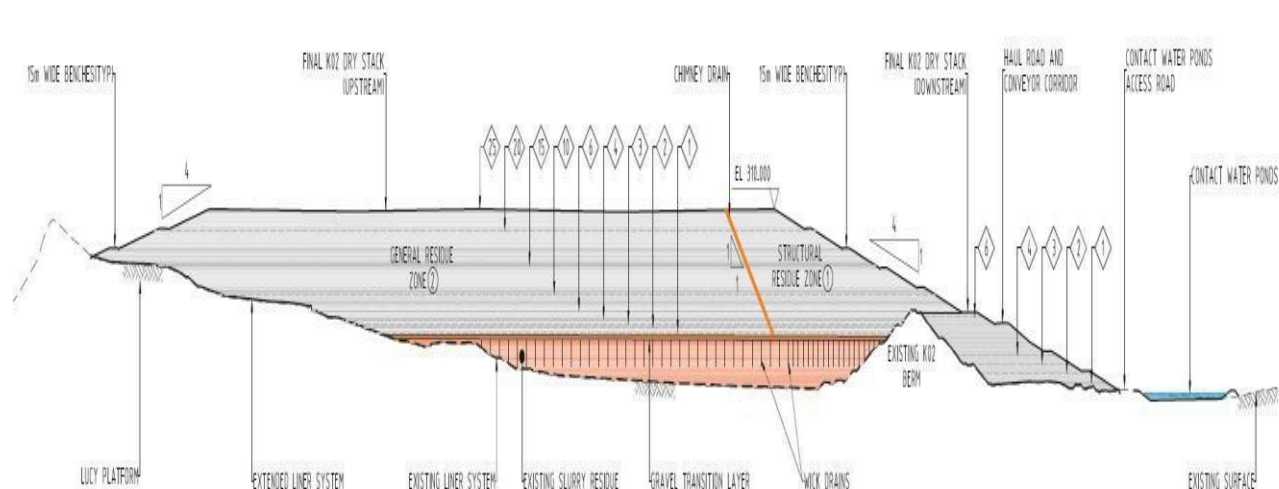 15m WIDE BENCHES(TYP)
FINAL K02 DRY STACK
(UPSTREAM)
CHIMNEY DRAIN
15m WIDE BENCHES(TYP)
FINAL K02 DRY STACK
(DOWNSTREAM)
HAUL ROAD AND
CONVEYOR CORRIDOR
CONTACT WATER PONDS
ACCESS ROAD
25
20
15
10
6
4
3
2
1
EL 310.000
CONTACT WATER PONDS
4
1
4
1
6
4
3
2
1
GENERAL RESIDUE
ZONE 2
1
1
STRUCTURAL
RESIDUE ZONE 1
EXISTING K02
BERM
LUCY PLATFORM
EXTENDED LINER SYSTEM
EXISTING LINER SYSTEM
EXISTING SLURRY RESIDUE
GRAVEL TRANSITION LAYER
WICK DRAINS
EXISTING SURFACE